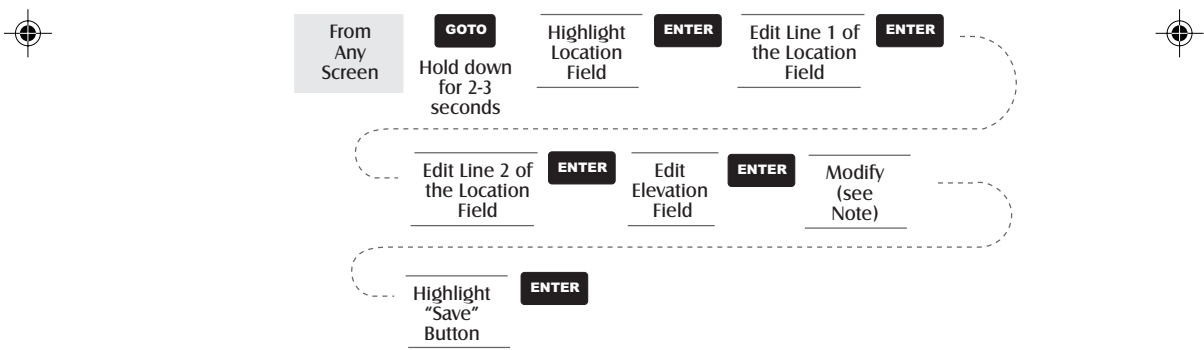 From
Any
Screen
GOTO
Hold down
for 2-3
seconds
Highlight
Location
Field
ENTER
Edit Line 1 of
the Location
Field
ENTER
Edit Line 2 of
the Location
Field
ENTER
Edit
Elevation
Field
ENTER
Modify
(see
Note)
Highlight
“Save”
Button
ENTER